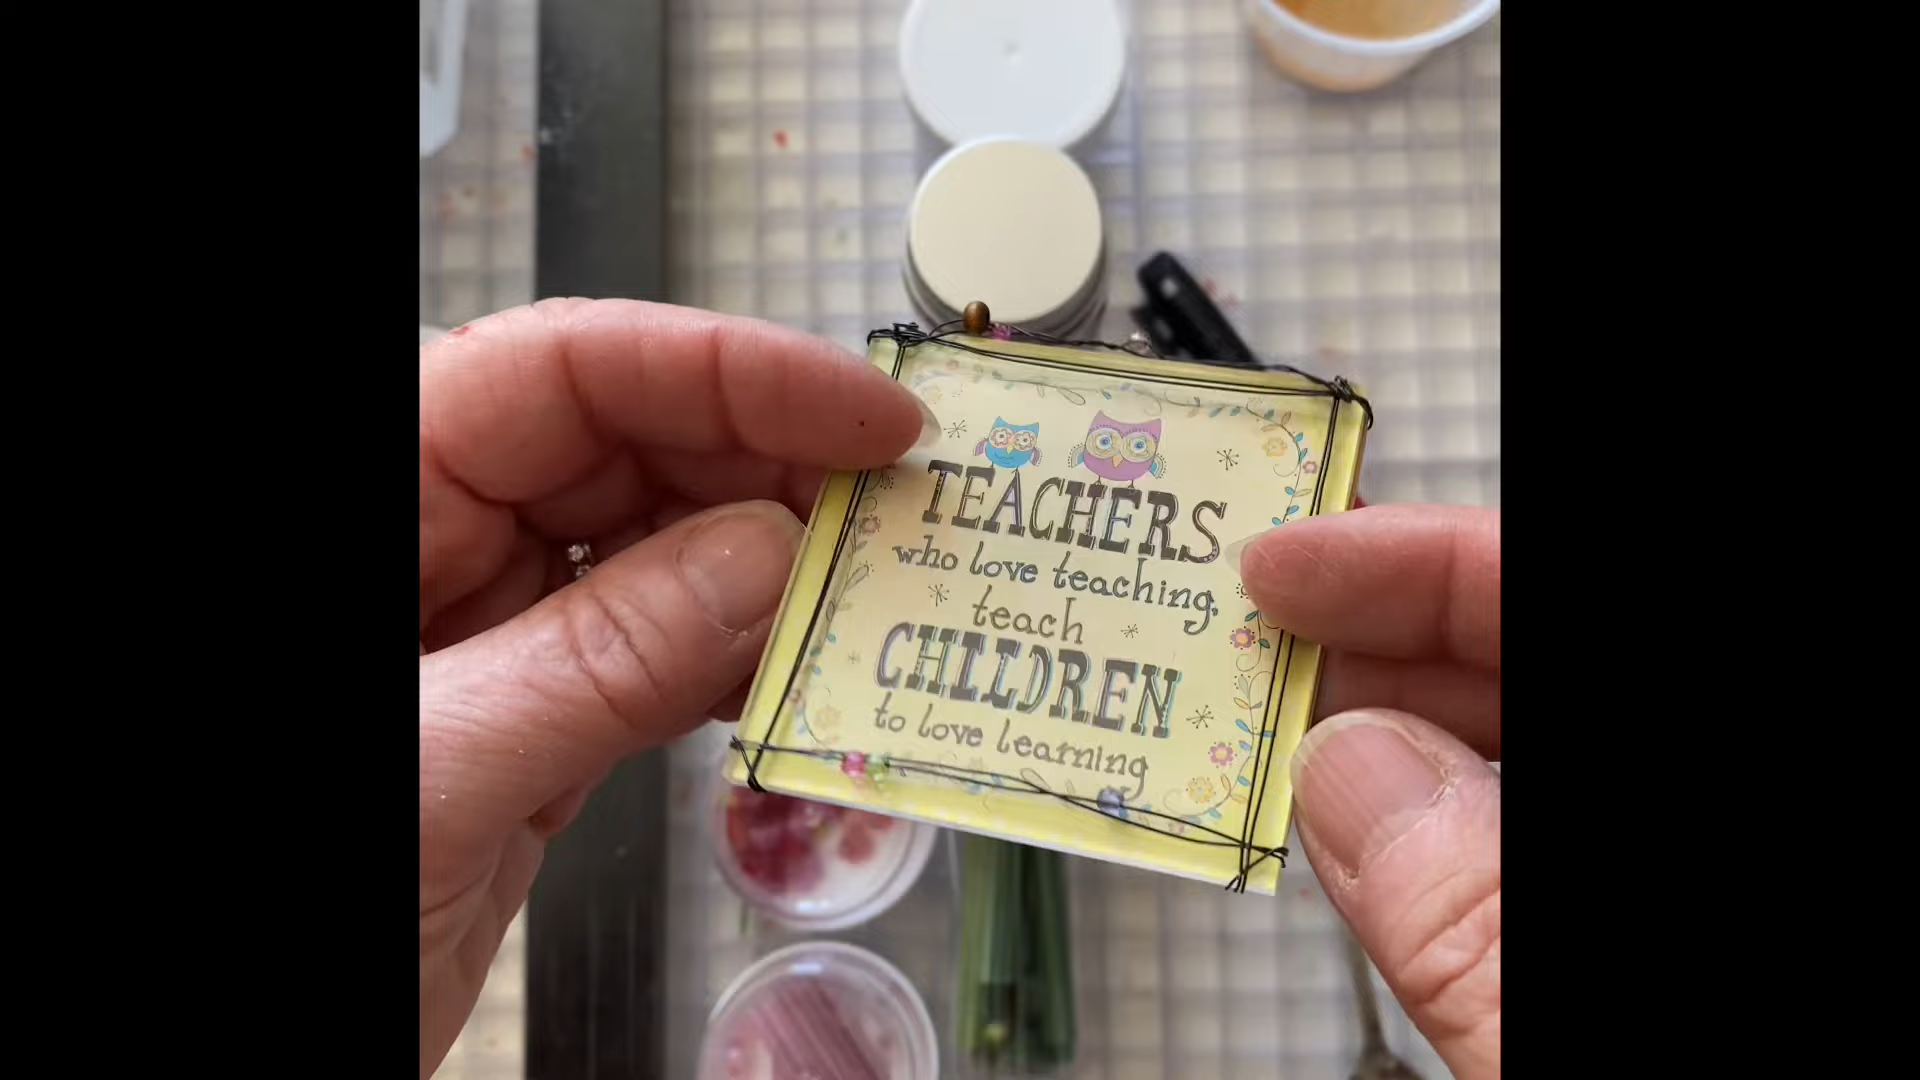 TEACHERS
who love teaching,
teach
CHILDREN
to love learning